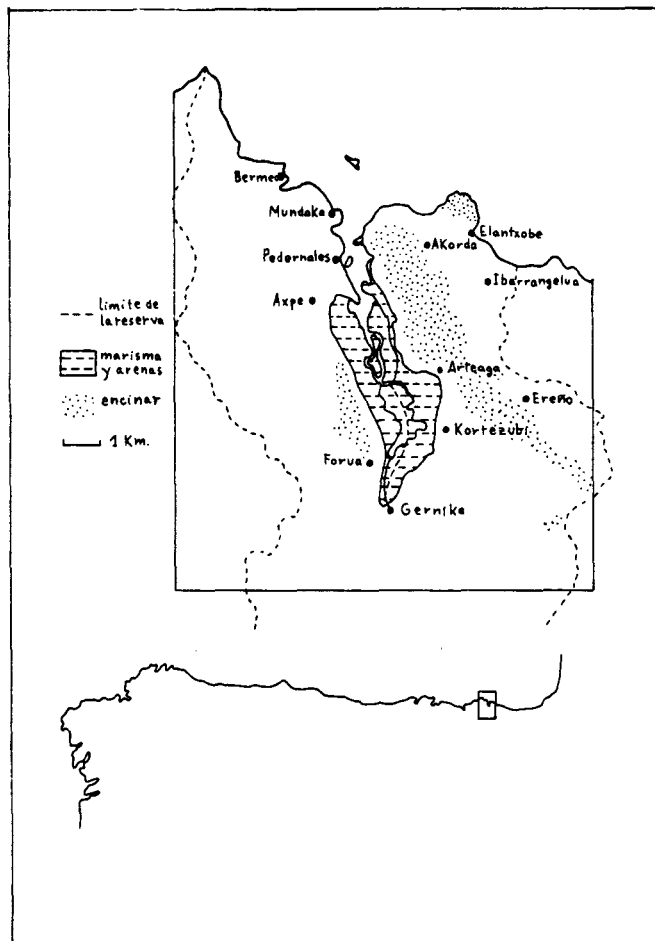 Bermeo
Mundaka
Elantxobe
Akorda
Pedernales
Ibarrangelua
Axpe
limite de
la reserva
marisma
y arenas
Arteaga
encinar
Ereño
Kortezubi
1 Km.
Forua
Gernika